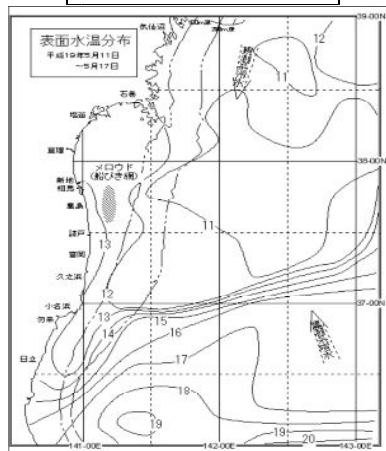 表面水温分布
平成19年5月11日
～5月17日
気仙沼
石巻
塩釜
亘理
新地
相馬
鹿島
請戸
富岡
久之浜
小名浜
勿来
日立
メロウド
(船びき網)
39-00N
38-00N
37-00N
141-00E
142-00E
143-00E
12
11
11
13
12
13
14
15
16
17
18
19
19
20